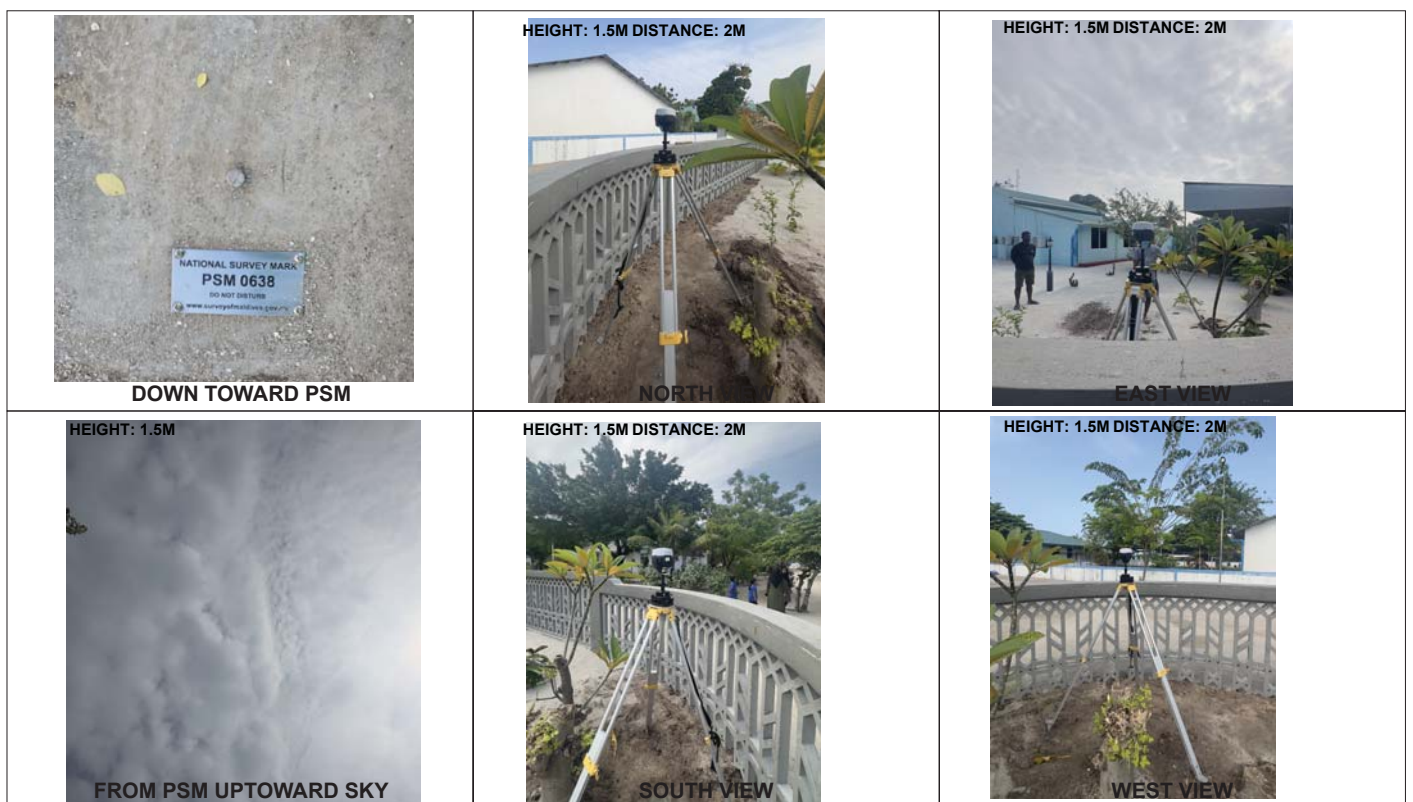 NATIONAL SURVEY MARK
PSM 0638
DO NOT DISTURB
www.surveyofmaldives.gov.mv
DOWN TOWARD PSM
HEIGHT: 1.5M DISTANCE: 2M
NORTH VIEW
HEIGHT: 1.5M DISTANCE: 2M
EAST VIEW
HEIGHT: 1.5M
FROM PSM UPTOWARD SKY
HEIGHT: 1.5M DISTANCE: 2M
SOUTH VIEW
HEIGHT: 1.5M DISTANCE: 2M
WEST VIEW